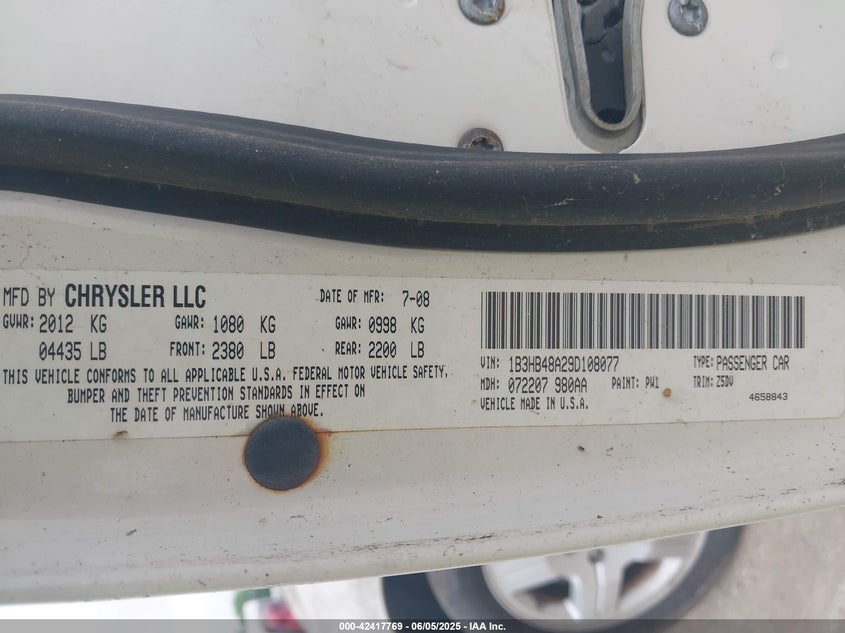 MFD BY CHRYSLER LLC DATE OF MFR: 7-08
GVWR: 2012 KG GAWR: 1080 KG GAWR: 0998 KG
04435 LB FRONT: 2380 LB REAR: 2200 LB
THIS VEHICLE CONFORMS TO ALL APPLICABLE U.S.A. FEDERAL MOTOR VEHICLE SAFETY,
BUMPER AND THEFT PREVENTION STANDARDS IN EFFECT ON
THE DATE OF MANUFACTURE SHOWN ABOVE.
VIN: 1B3HB48A29D108077 TYPE: PASSENGER CAR
MDH: 072207 980AA PAINT: PW1 TRIM: Z5DV
VEHICLE MADE IN U.S.A. 4658843
000-42417769 - 06/05/2025 - IAA Inc.